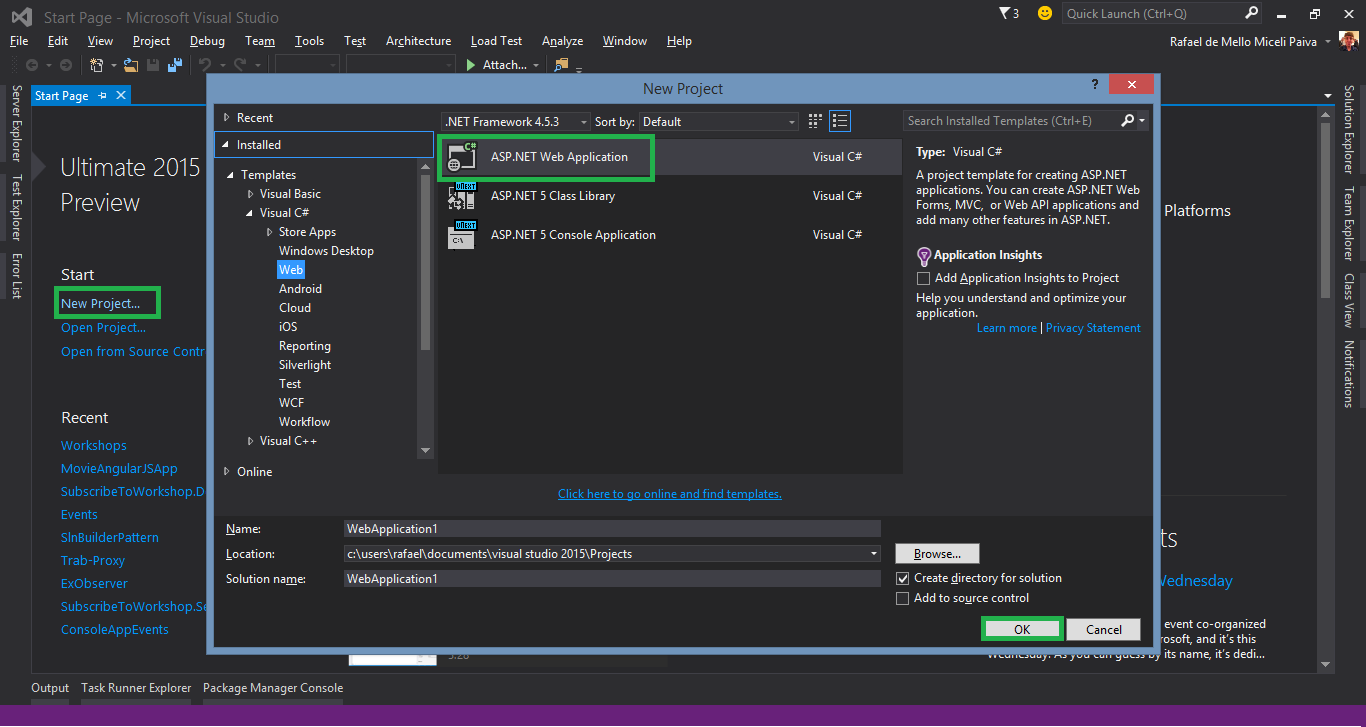 Start Page - Microsoft Visual Studio
3
Quick Launch (Ctrl+Q)
File Edit View Project Debug Team Tools Test Architecture Load Test Analyze Window Help
Rafael de Mello Miceli Paiva
Attach...
Server Explorer
Test Explorer
Error List
Start Page
Ultimate 2015
Preview
Start
New Project...
Open Project...
Open from Source Contr
Recent
Workshops
MovieAngularJSApp
SubscribeToWorkshop.D
Events
SlnBuilderPattern
Trab-Proxy
ExObserver
SubscribeToWorkshop.Se
ConsoleAppEvents
New Project
?
Recent
Installed
Templates
Visual Basic
Visual C#
Store Apps
Windows Desktop
Web
Android
Cloud
iOS
Reporting
Silverlight
Test
WCF
Workflow
Visual C++
Online
.NET Framework 4.5.3
Sort by: Default
Search Installed Templates (Ctrl+E)
C#
ASP.NET Web Application Visual C#
vNEXT
ASP.NET 5 Class Library Visual C#
vNEXT
C:\
ASP.NET 5 Console Application Visual C#
Click here to go online and find templates.
Type: Visual C#
A project template for creating ASP.NET
applications. You can create ASP.NET Web
Forms, MVC, or Web API applications and
add many other features in ASP.NET.
Application Insights
Add Application Insights to Project
Help you understand and optimize your
application.
Learn more | Privacy Statement
Name: WebApplication1
Location: c:\users\rafael\documents\visual studio 2015\Projects
Browse...
Solution name: WebApplication1
Create directory for solution
Add to source control
OK
Cancel
Platforms
ts
Wednesday
event co-organized
rosoft, and it's this
Wednesday. As you can guess by its name, it's dedi...
3.28
Solution Explorer
Team Explorer
Class View
Notifications
Output Task Runner Explorer Package Manager Console